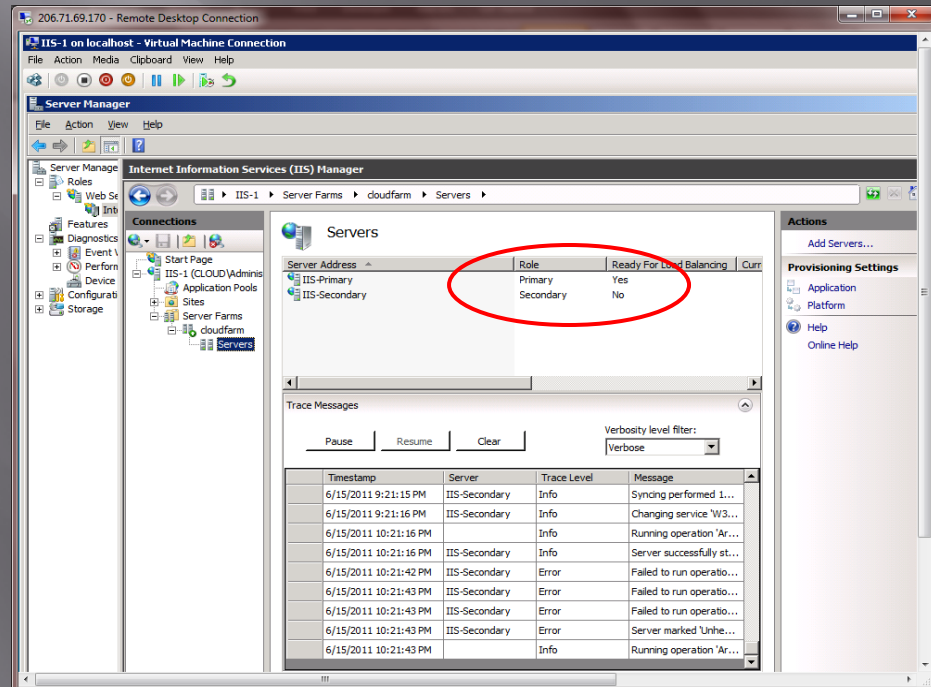 206.71.69.170 - Remote Desktop Connection
IIS-1 on localhost - Virtual Machine Connection
File Action Media Clipboard View Help
Server Manager
File Action View Help
Server Manage
Roles
Web Se
Int
Features
Diagnostics
Event V
Perform
Device
Configurati
Storage
Internet Information Services (IIS) Manager
IIS-1 Server Farms cloudfarm Servers
Connections
Start Page
IIS-1 (CLOUD\Adminis
Application Pools
Sites
Server Farms
cloudfarm
Servers
Servers
Server Address Role Ready For Load Balancing Curr
IIS-Primary Primary Yes
IIS-Secondary Secondary No
Trace Messages
Verbosity level filter:
Pause Resume Clear Verbose
Timestamp Server Trace Level Message
6/15/2011 9:21:15 PM IIS-Secondary Info Syncing performed 1...
6/15/2011 9:21:16 PM IIS-Secondary Info Changing service 'W3...
6/15/2011 10:21:16 PM Info Running operation 'Ar...
6/15/2011 10:21:16 PM IIS-Secondary Info Server successfully st...
6/15/2011 10:21:42 PM IIS-Secondary Error Failed to run operatio...
6/15/2011 10:21:43 PM IIS-Secondary Error Failed to run operatio...
6/15/2011 10:21:43 PM IIS-Secondary Error Failed to run operatio...
6/15/2011 10:21:43 PM IIS-Secondary Error Server marked 'Unhe...
6/15/2011 10:21:43 PM Info Running operation 'Ar...
Actions
Add Servers...
Provisioning Settings
Application
Platform
Help
Online Help